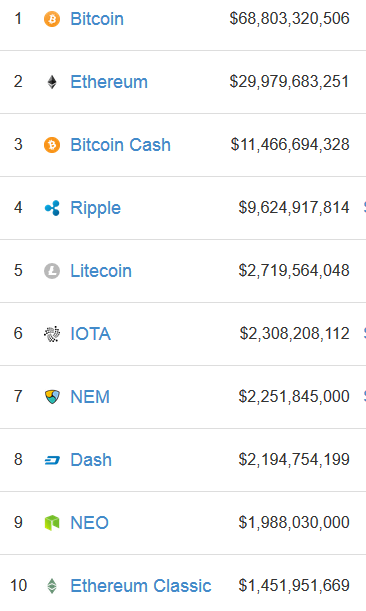 1 Bitcoin $68,803,320,506
2 Ethereum $29,979,683,251
3 Bitcoin Cash $11,466,694,328
4 Ripple $9,624,917,814
5 Litecoin $2,719,564,048
6 IOTA $2,308,208,112
7 NEM $2,251,845,000
8 Dash $2,194,754,199
9 NEO $1,988,030,000
10 Ethereum Classic $1,451,951,669